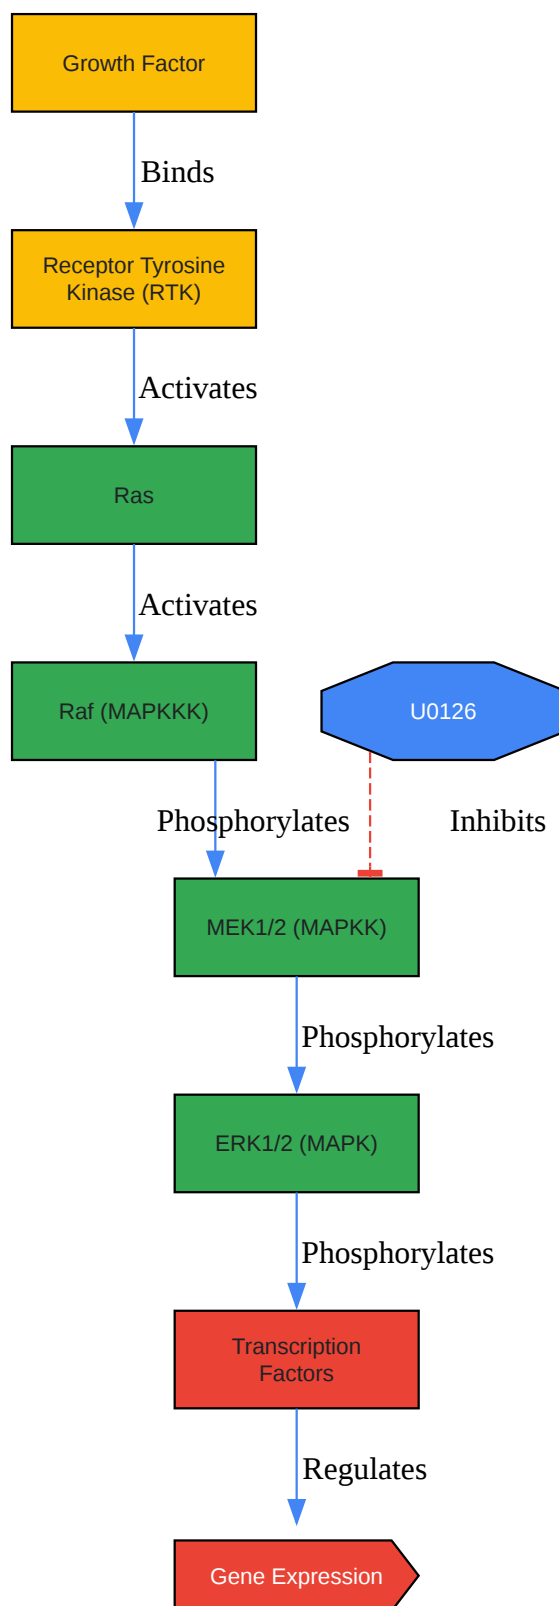 Growth Factor
Binds
Receptor Tyrosine
Kinase (RTK)
Activates
Ras
Activates
Raf (MAPKKK)
U0126
Phosphorylates
Inhibits
MEK1/2 (MAPKK)
Phosphorylates
ERK1/2 (MAPK)
Phosphorylates
Transcription
Factors
Regulates
Gene Expression